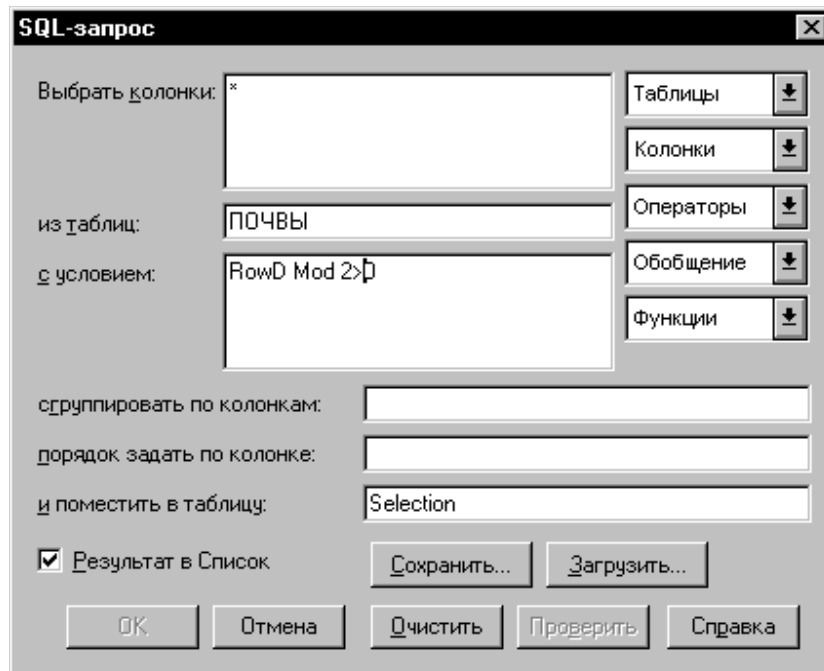 SQL-запрос
Выбрать колонки: *
Таблицы
Колонки
Операторы
из таблиц: ПОЧВЫ
Обобщение
с условием: RowD Mod 2>0
Функции
сгруппировать по колонкам:
порядок задать по колонке:
и поместить в таблицу: Selection
Результат в Список
Сохранить... Загрузить...
OK Отмена Очистить Проверить Справка